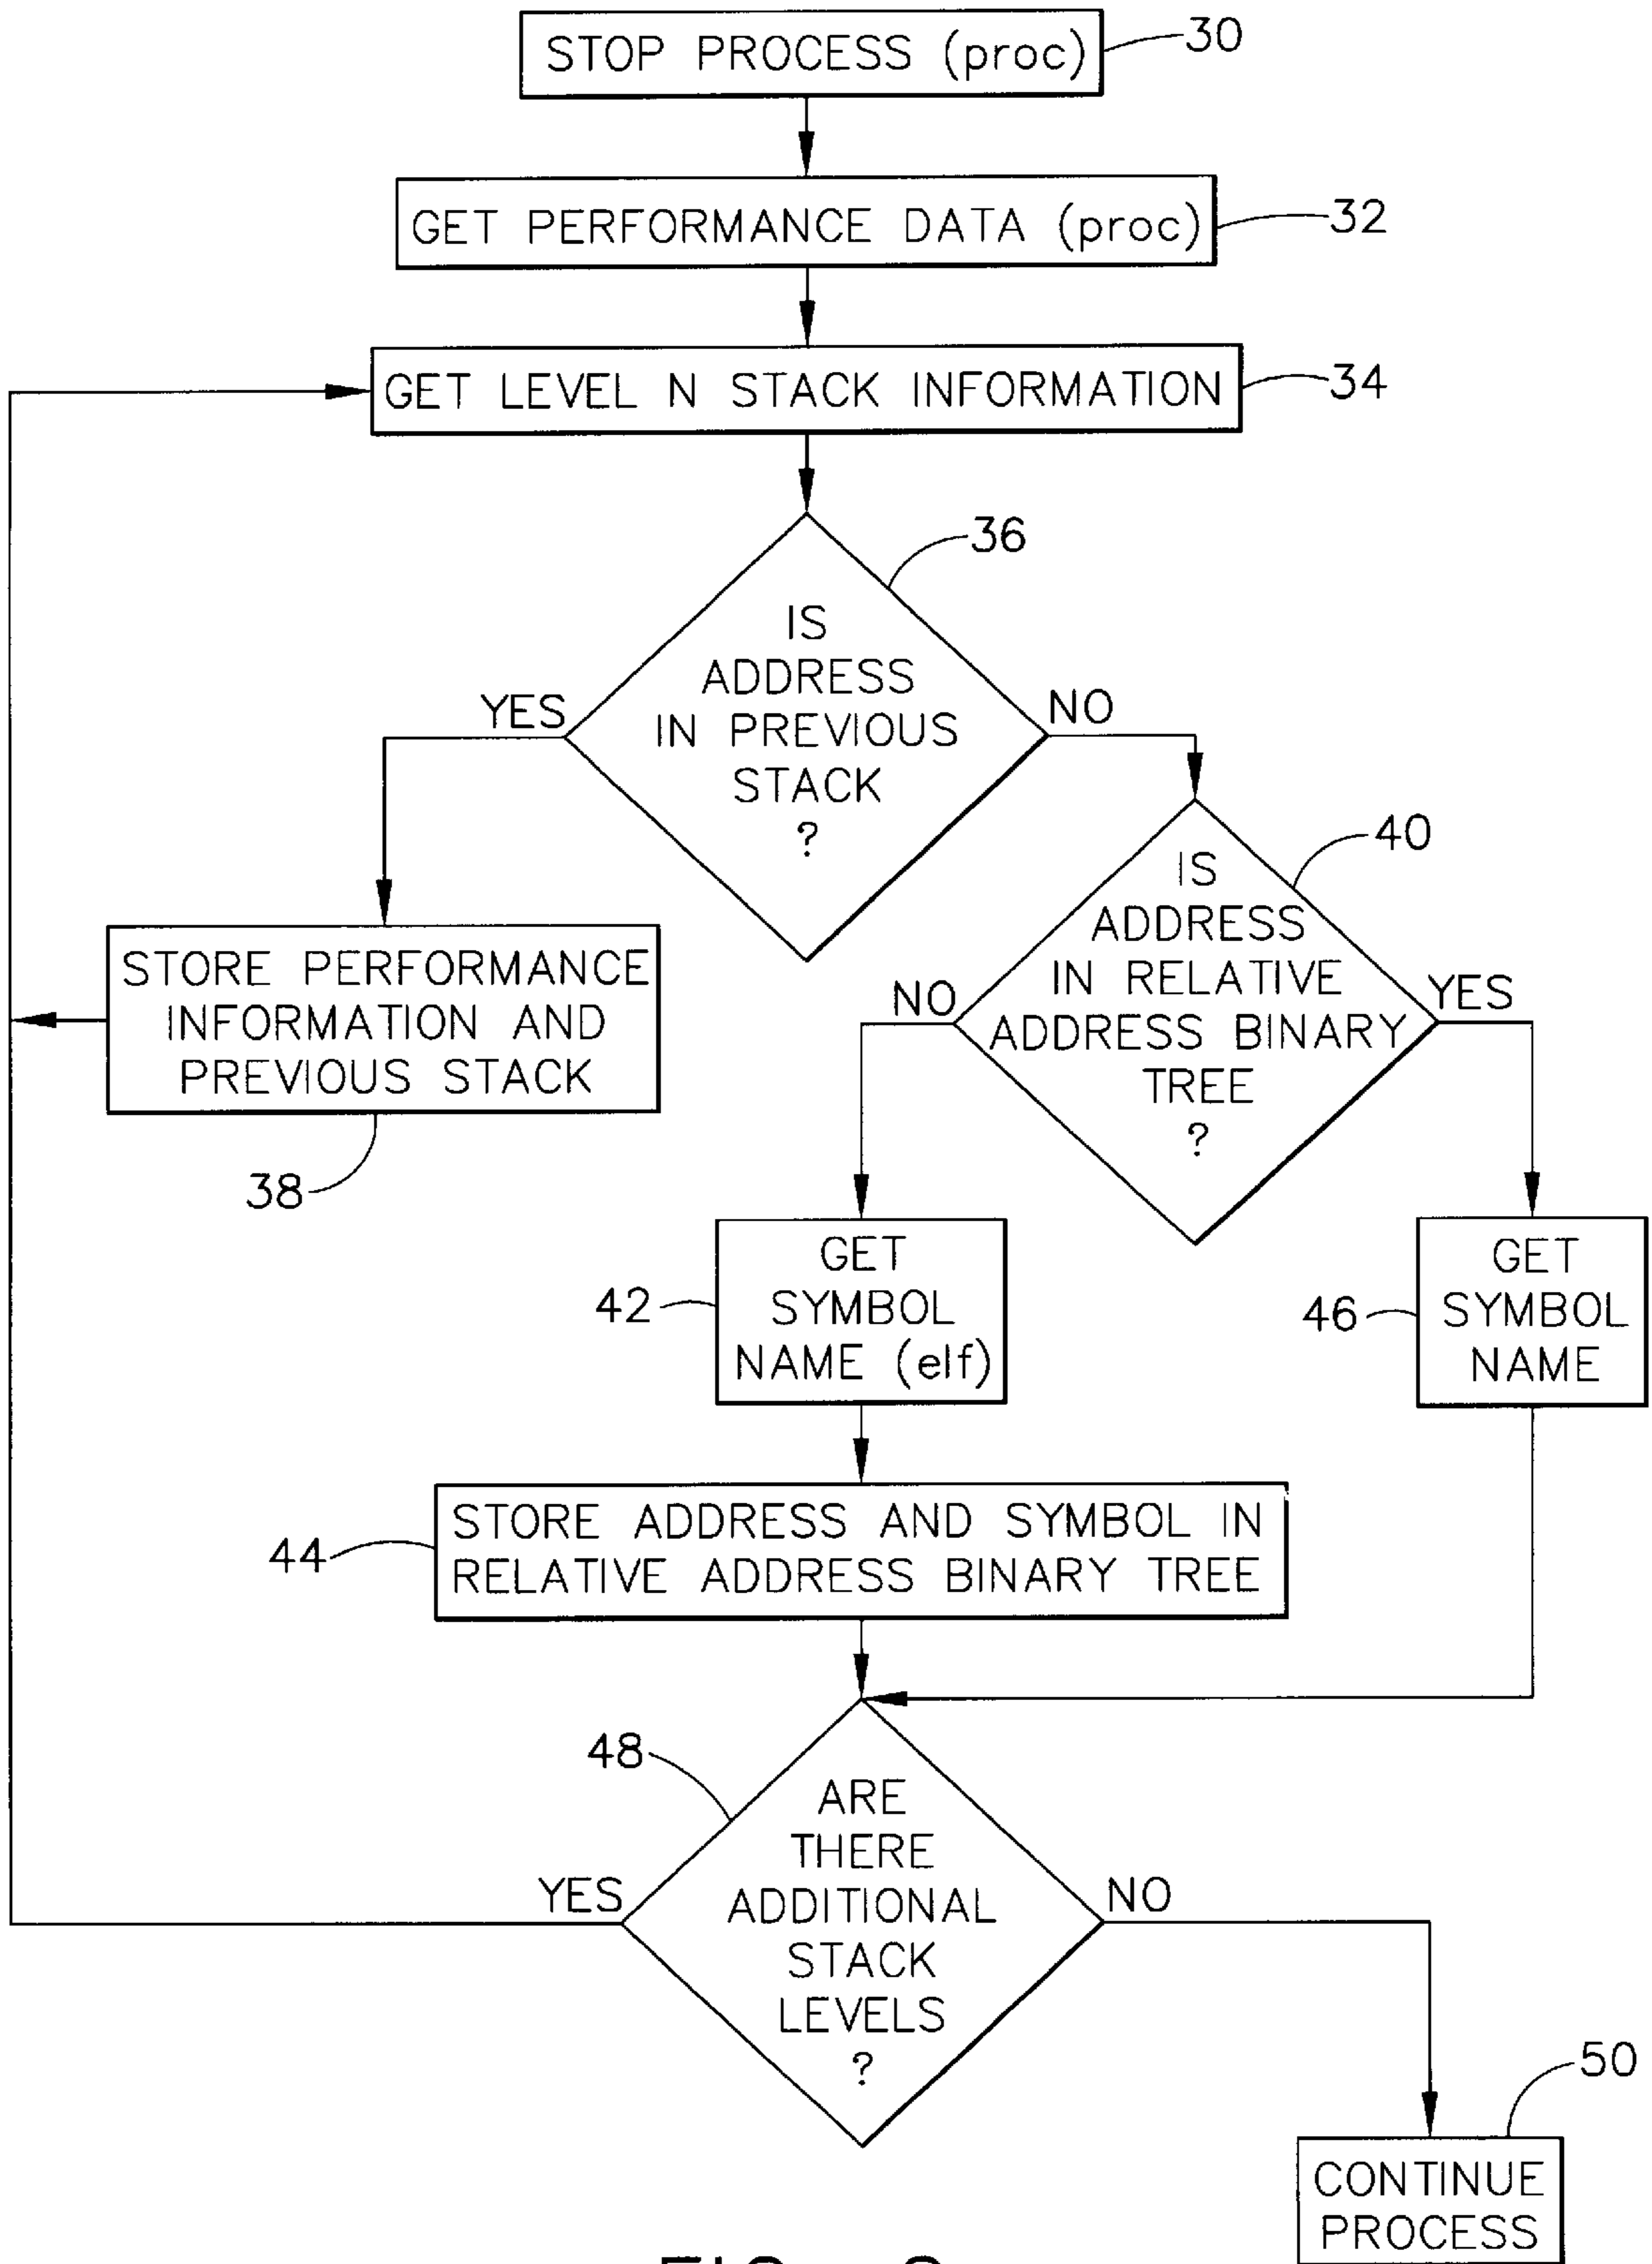 STOP PROCESS (proc)
30
GET PERFORMANCE DATA (proc)
32
GET LEVEL N STACK INFORMATION
34
36
IS
ADDRESS
IN PREVIOUS
STACK
?
YES
NO
40
IS
ADDRESS
IN RELATIVE
ADDRESS BINARY
TREE
?
NO
YES
STORE PERFORMANCE
INFORMATION AND
PREVIOUS STACK
38
GET
SYMBOL
NAME (elf)
42
GET
SYMBOL
NAME
46
STORE ADDRESS AND SYMBOL IN
RELATIVE ADDRESS BINARY TREE
44
48
ARE
THERE
ADDITIONAL
STACK
LEVELS
?
YES
NO
50
CONTINUE
PROCESS